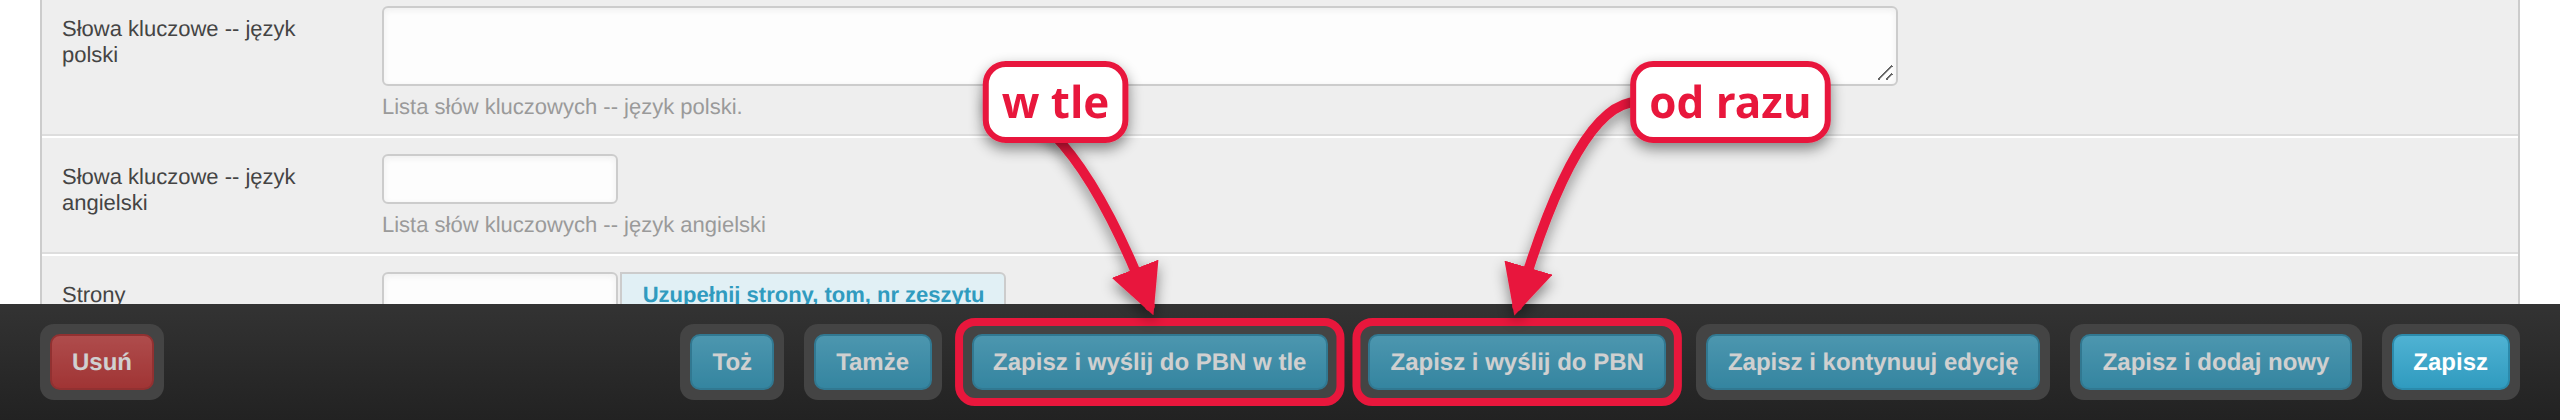 Słowa kluczowe -- język
polski
Lista słów kluczowych -- język polski.
w tle
od razu
Słowa kluczowe -- język
angielski
Lista słów kluczowych -- język angielski
Strony
Uzupełnij strony, tom, nr zeszytu
Usuń
Toż
Tamże
Zapisz i wyślij do PBN w tle
Zapisz i wyślij do PBN
Zapisz i kontynuuj edycję
Zapisz i dodaj nowy
Zapisz